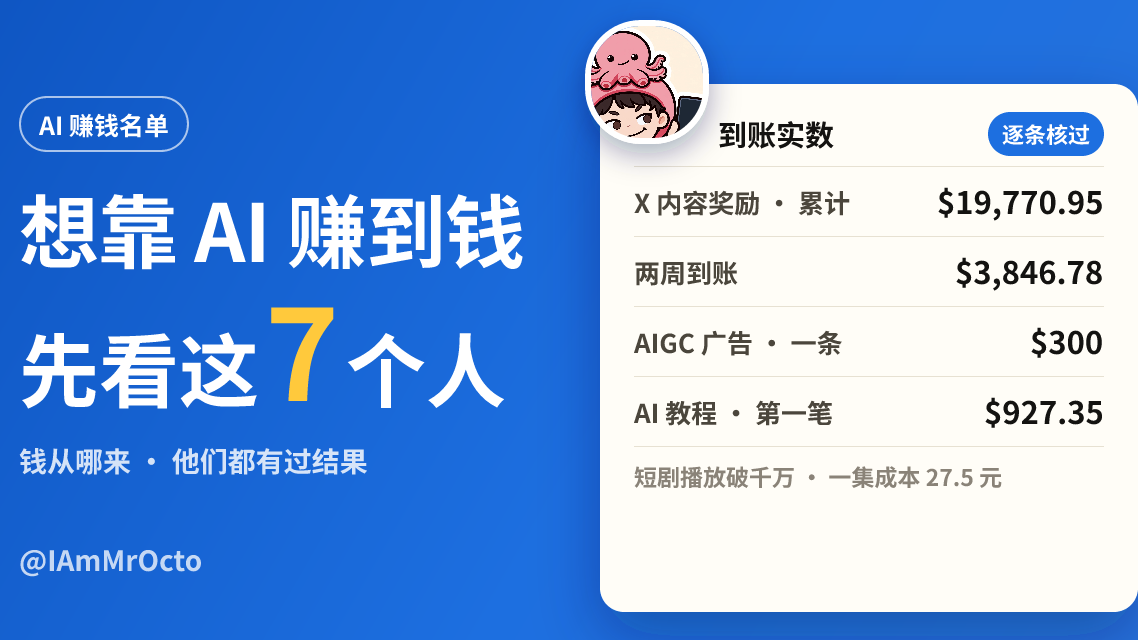 AI 赚钱名单
想靠 AI 赚到钱
先看这7个人
钱从哪来 · 他们都有过结果
@IAmMrOcto
到账实数
逐条核过
X 内容奖励 · 累计 $19,770.95
两周到账 $3,846.78
AIGC 广告 · 一条 $300
AI 教程 · 第一笔 $927.35
短剧播放破千万 · 一集成本 27.5 元